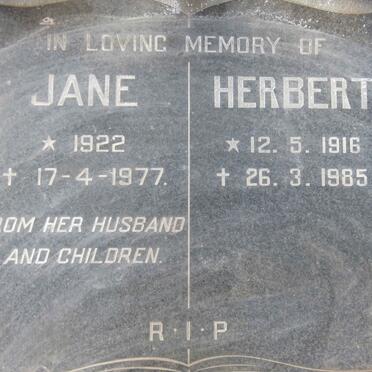 IN LOVING MEMORY OF
JANE
★ 1922
† 17-4-1977.
ROM HER HUSBAND
AND CHILDREN.
HERBERT
★ 12. 5. 1916
† 26. 3. 1985
R·I·P